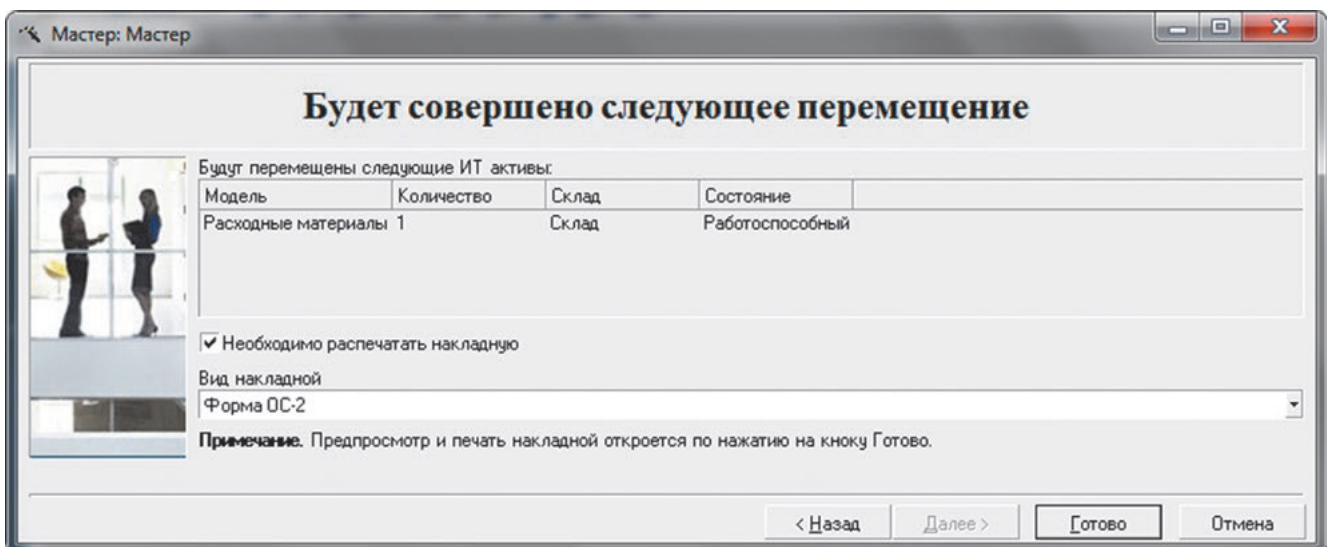 Мастер: Мастер
Будет совершено следующее перемещение
Будут перемещены следующие ИТ активы:
Модель Количество Склад Состояние
Расходные материалы 1 Склад Работоспособный
Необходимо распечатать накладную
Вид накладной
Форма ОС-2
Примечание. Предпросмотр и печать накладной откроется по нажатию на кноку Готово.
< Назад Далее > Готово Отмена